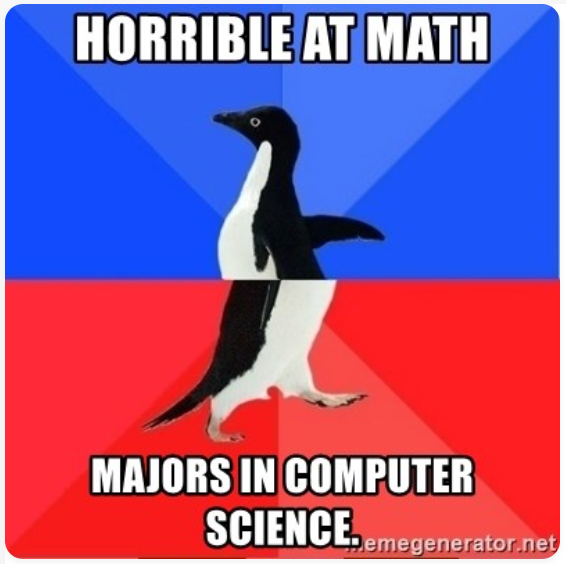 HORRIBLE AT MATH
MAJORS IN COMPUTER
SCIENCE.
memegenerator.net